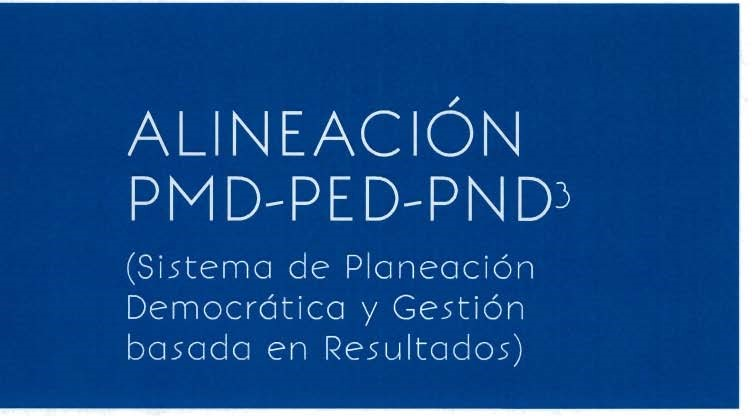 ALINEACIÓN
PMD-PED-PND³
(Sistema de Planeación
Democrática y Gestión
basada en Resultados)